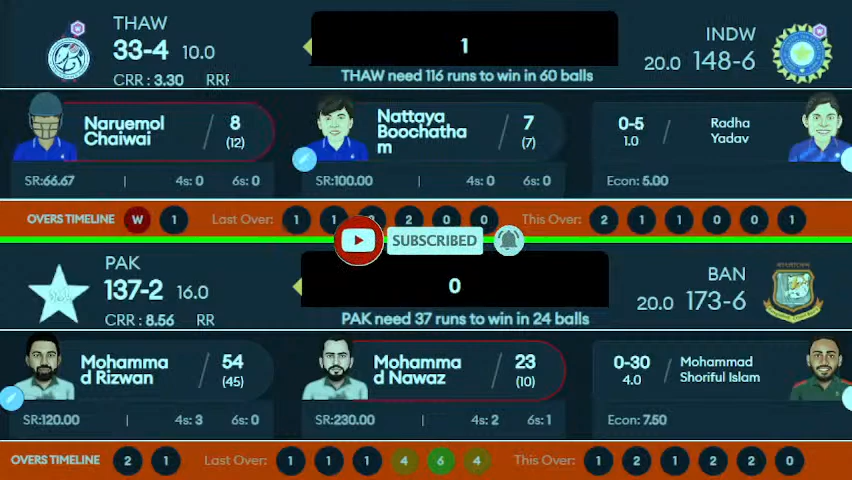 THAW
33-4 10.0
CRR : 3.30 RRF
1
THAW need 116 runs to win in 60 balls
INDW
20.0 148-6
Naruemol Chaiwai
8
(12)
Nattaya Boochatha
m
7
(7)
0-5
1.0
Radha
Yadav
SR:66.67 | 4s: 0 6s: 0
SR:100.00 | 4s: 0 6s: 0
Econ: 5.00
OVERS TIMELINE W 1 Last Over: 1 1 2 0 0 This Over: 2 1 1 0 0 1
SUBSCRIBED
PAK
137-2 16.0
CRR : 8.56 RR
0
PAK need 37 runs to win in 24 balls
BAN
20.0 173-6
Mohamma
d Rizwan
54
(45)
Mohamma
d Nawaz
23
(10)
0-30
4.0
Mohammad
Shoriful Islam
SR:120.00 | 4s: 3 6s: 0
SR:230.00 | 4s: 2 6s: 1
Econ: 7.50
OVERS TIMELINE 2 1 Last Over: 1 1 1 4 6 4 This Over: 1 2 1 2 2 0